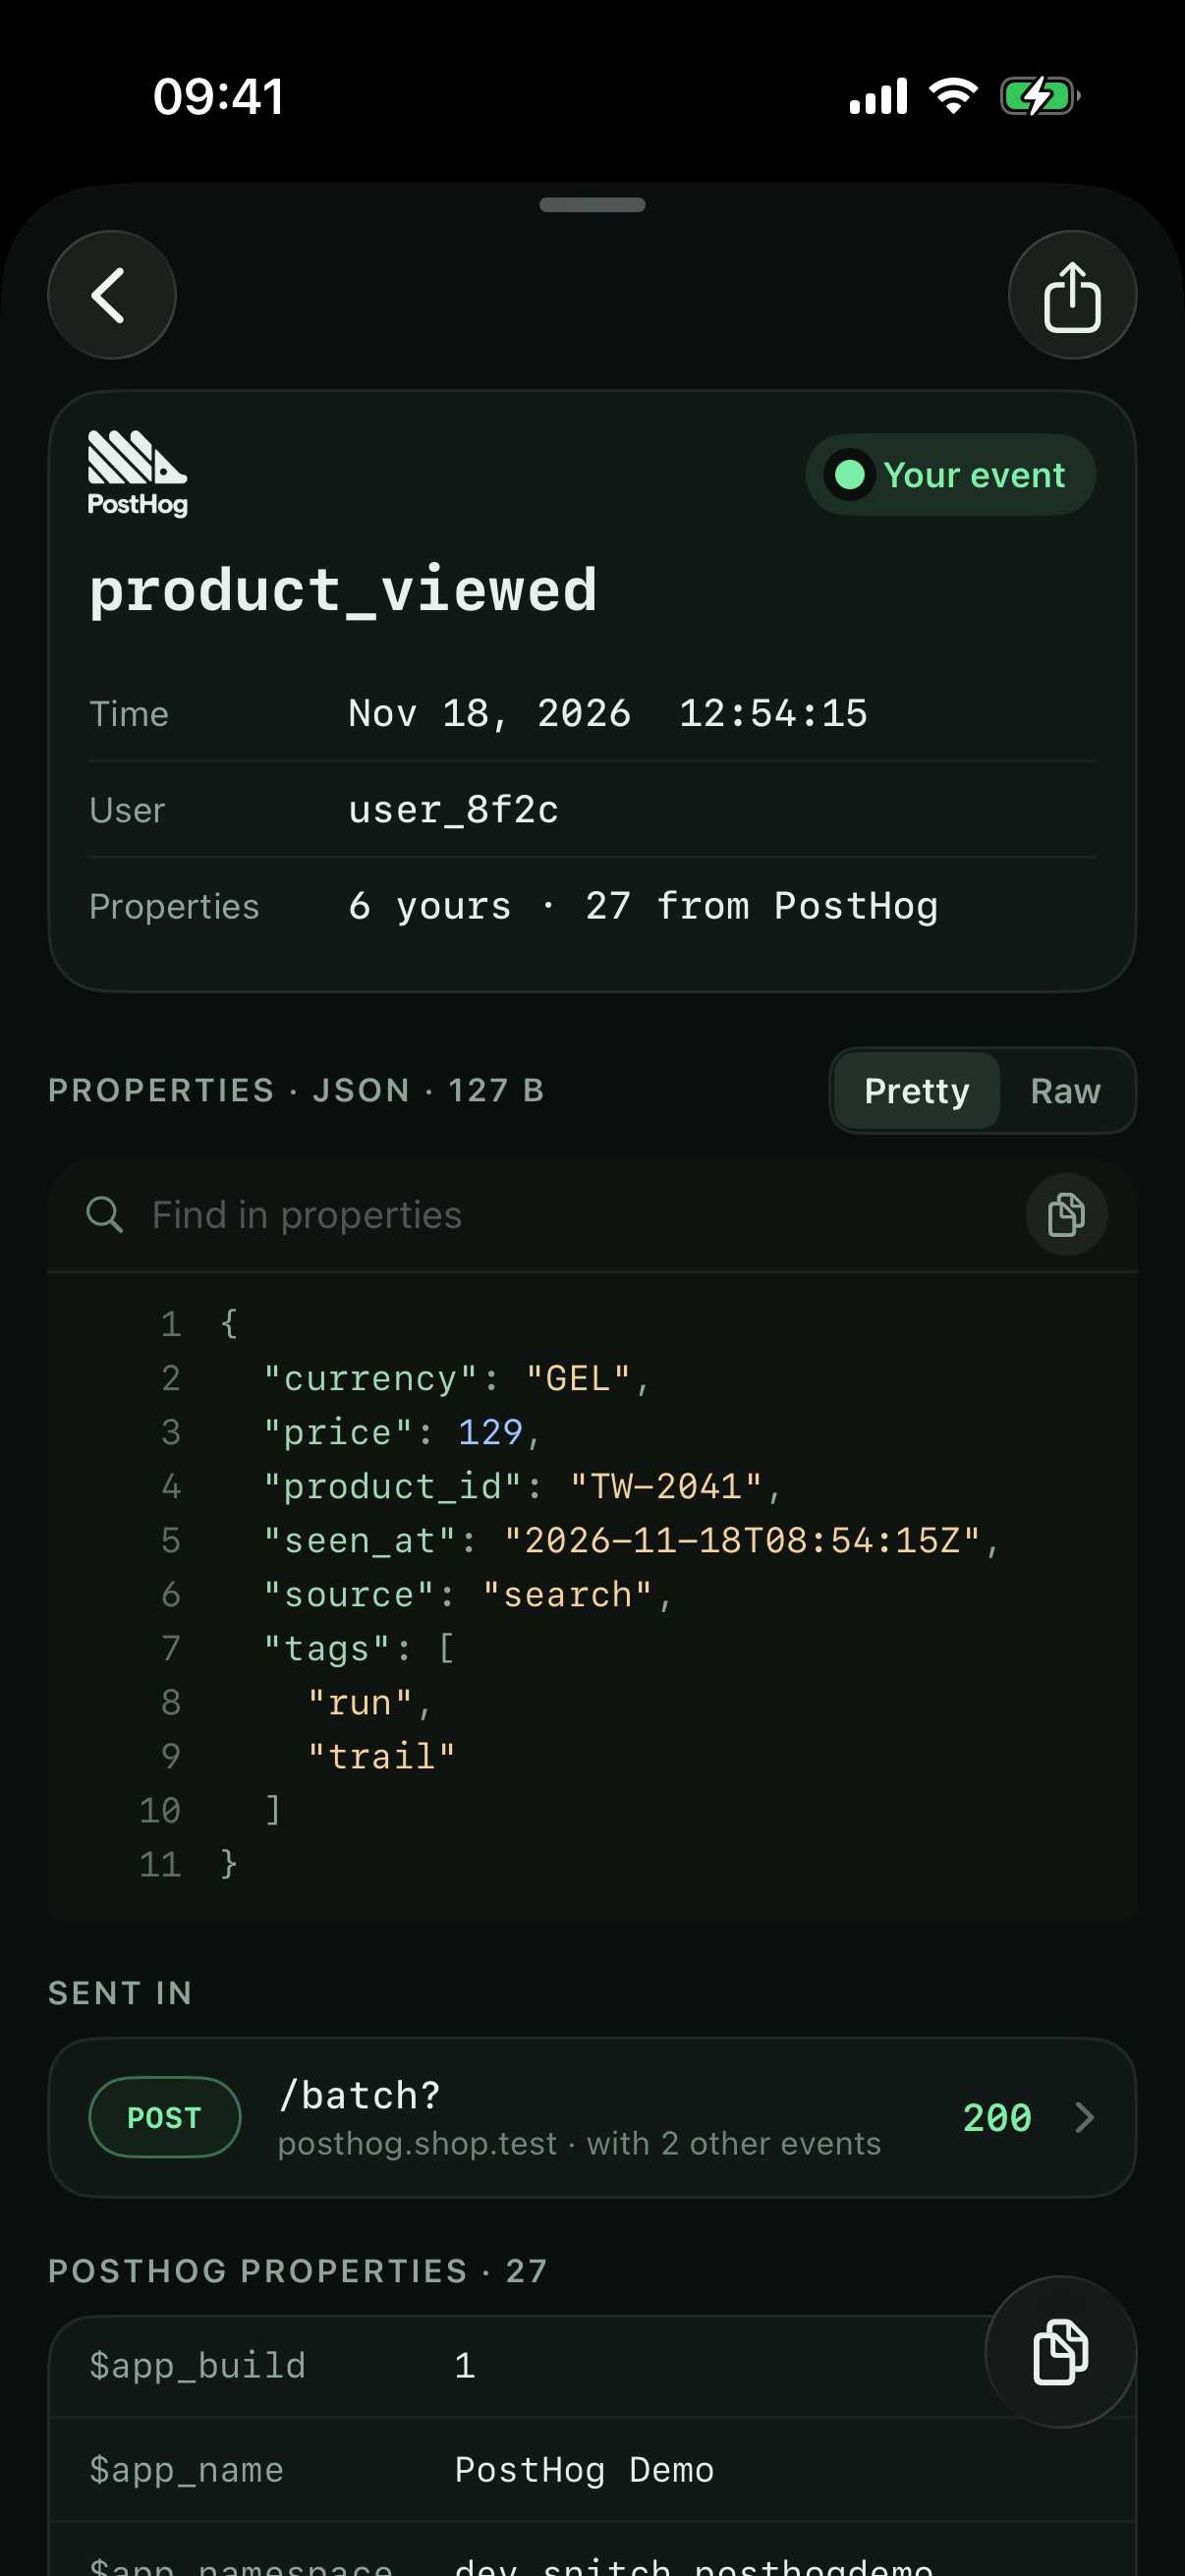 09:41
PostHog
Your event
product_viewed
Time Nov 18, 2026 12:54:15
User user_8f2c
Properties 6 yours · 27 from PostHog
PROPERTIES · JSON · 127 B
Pretty Raw
Find in properties
1 {
2 "currency": "GEL",
3 "price": 129,
4 "product_id": "TW-2041",
5 "seen_at": "2026-11-18T08:54:15Z",
6 "source": "search",
7 "tags": [
8 "run",
9 "trail"
10 ]
11 }
SENT IN
POST /batch? 200
posthog.shop.test · with 2 other events
POSTHOG PROPERTIES · 27
$app_build 1
$app_name PostHog Demo
$app_namespace dev.snitch.posthogdemo